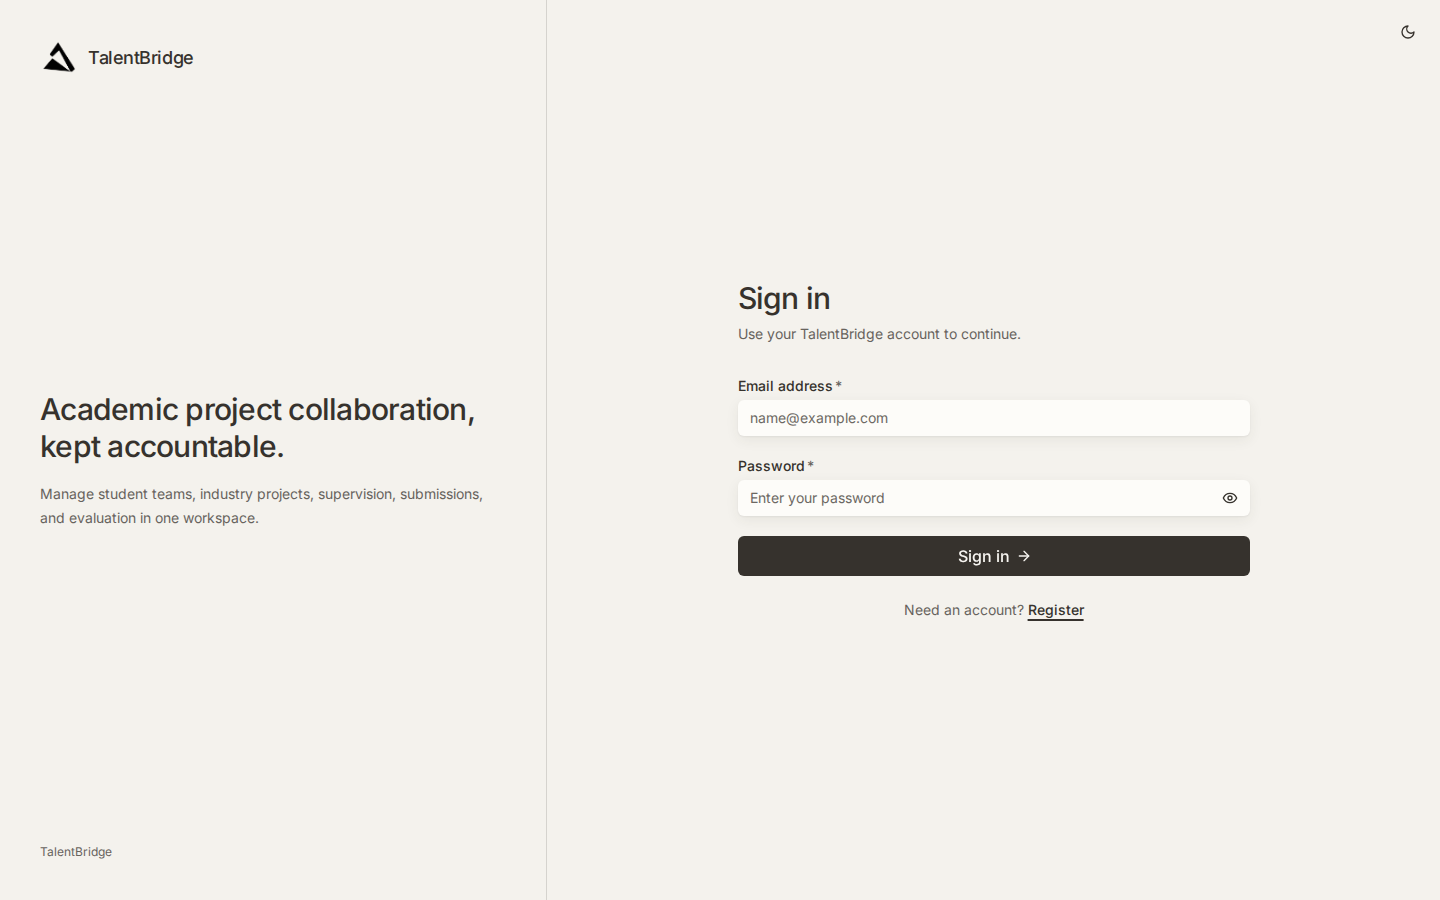 TalentBridge
Academic project collaboration,
kept accountable.
Manage student teams, industry projects, supervision, submissions,
and evaluation in one workspace.
TalentBridge
Sign in
Use your TalentBridge account to continue.
Email address *
name@example.com
Password *
Enter your password
Sign in →
Need an account? Register